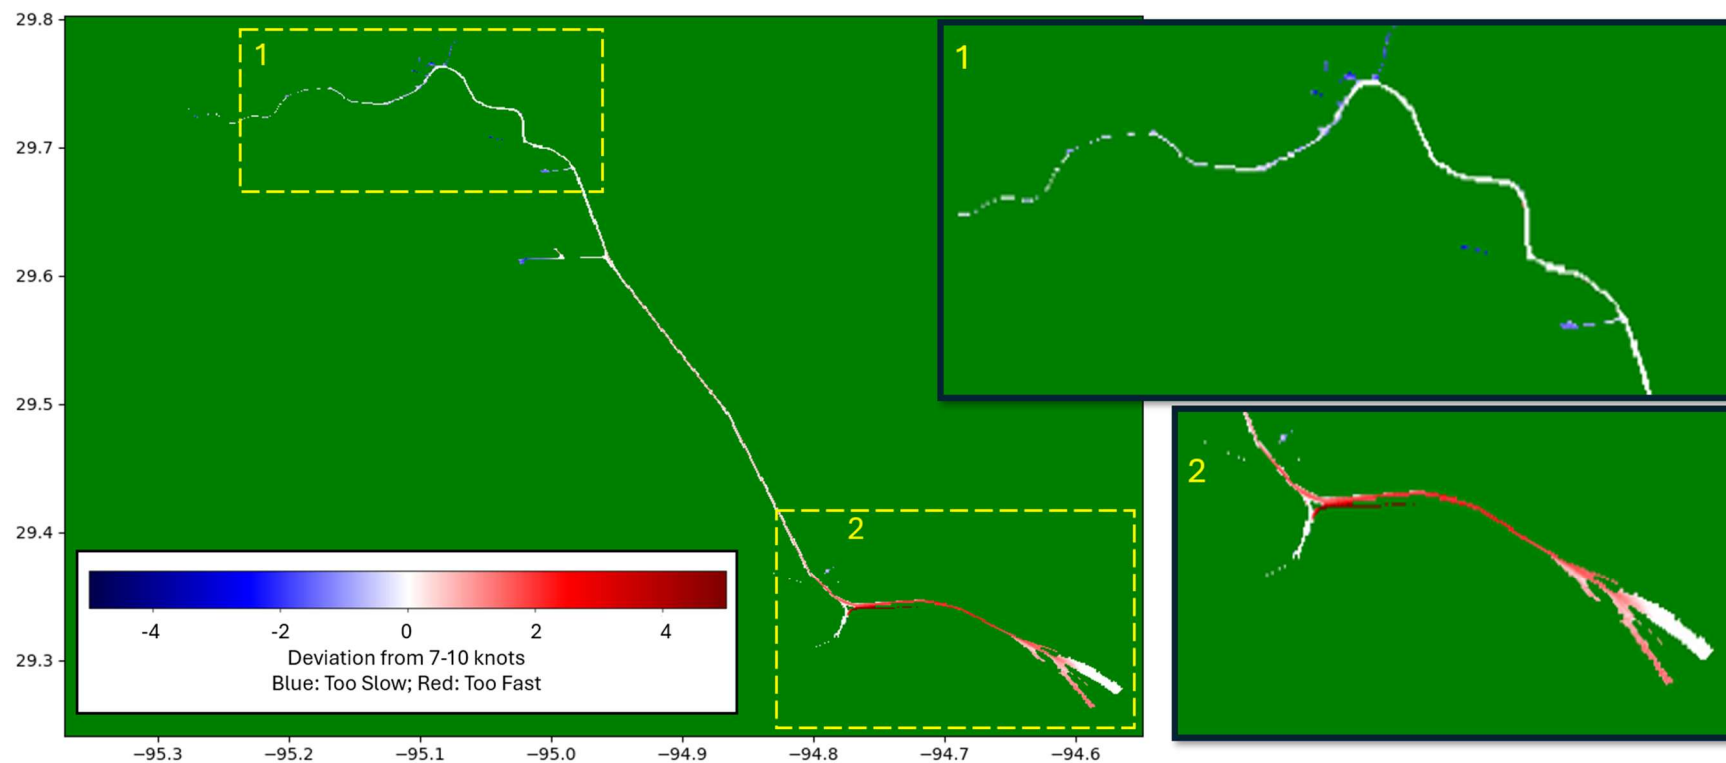 29.8
29.7
29.6
29.5
29.4
29.3
1
2
-4 -2 0 2 4
Deviation from 7-10 knots
Blue: Too Slow; Red: Too Fast
−95.3 −95.2 −95.1 −95.0 −94.9 −94.8 −94.7 −94.6
1
2